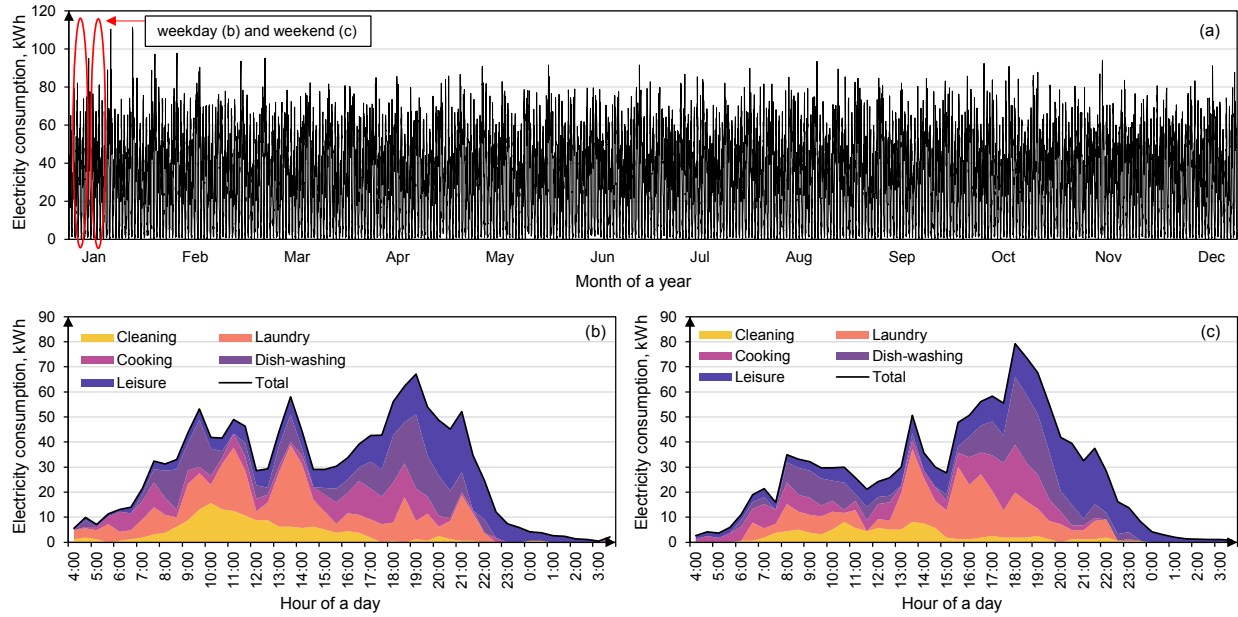 120
100
80
60
40
20
0
Electricity consumption, kWh
weekday (b) and weekend (c)
(a)
Jan Feb Mar Apr May Jun Jul Aug Sep Oct Nov Dec
Month of a year
90
80
70
60
50
40
30
20
10
0
Electricity consumption, kWh
(b)
Cleaning Laundry
Cooking Dish-washing
Leisure Total
4:00 5:00 6:00 7:00 8:00 9:00 10:00 11:00 12:00 13:00 14:00 15:00 16:00 17:00 18:00 19:00 20:00 21:00 22:00 23:00 0:00 1:00 2:00 3:00
Hour of a day
90
80
70
60
50
40
30
20
10
0
Electricity consumption, kWh
(c)
Cleaning Laundry
Cooking Dish-washing
Leisure Total
4:00 5:00 6:00 7:00 8:00 9:00 10:00 11:00 12:00 13:00 14:00 15:00 16:00 17:00 18:00 19:00 20:00 21:00 22:00 23:00 0:00 1:00 2:00 3:00
Hour of a day